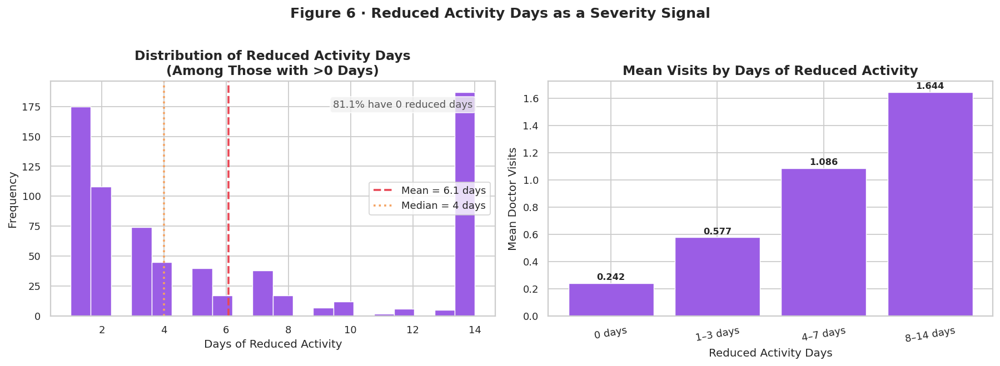 Figure 6 · Reduced Activity Days as a Severity Signal
Distribution of Reduced Activity Days
(Among Those with >0 Days)
81.1% have 0 reduced days
Mean = 6.1 days
Median = 4 days
Frequency
175
150
125
100
75
50
25
0
2
4
6
8
10
12
14
Days of Reduced Activity
Mean Visits by Days of Reduced Activity
Mean Doctor Visits
1.6
1.4
1.2
1.0
0.8
0.6
0.4
0.2
0.0
0.242
0.577
1.086
1.644
0 days
1–3 days
4–7 days
8–14 days
Reduced Activity Days